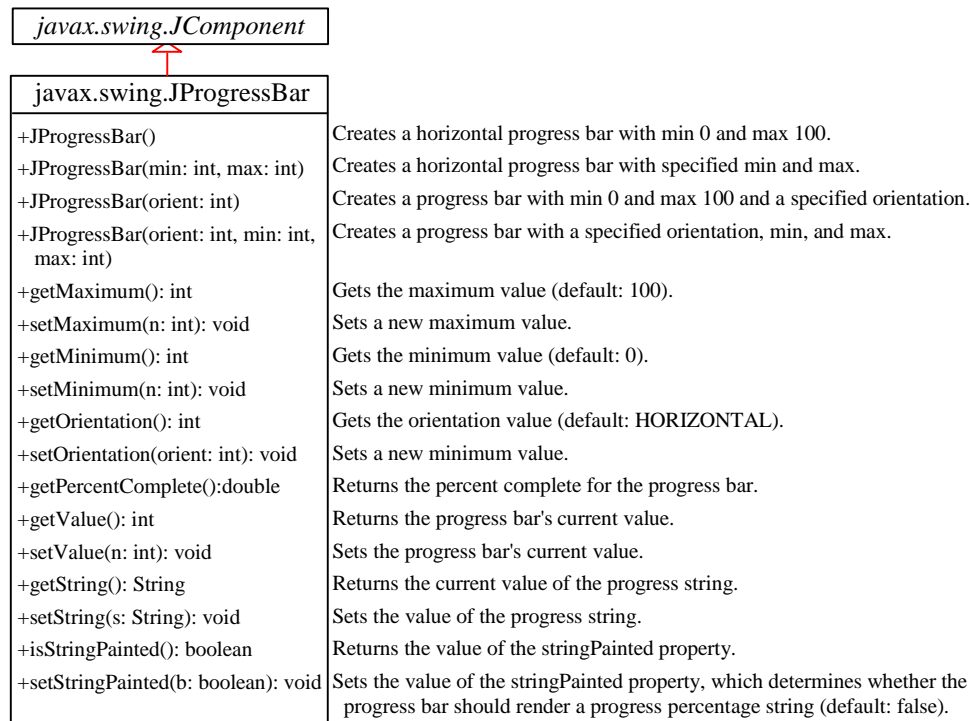 javax.swing.JComponent
javax.swing.JProgressBar
+JProgressBar() Creates a horizontal progress bar with min 0 and max 100.
+JProgressBar(min: int, max: int) Creates a horizontal progress bar with specified min and max.
+JProgressBar(orient: int) Creates a progress bar with min 0 and max 100 and a specified orientation.
+JProgressBar(orient: int, min: int, Creates a progress bar with a specified orientation, min, and max.
max: int)
+getMaximum(): int Gets the maximum value (default: 100).
+setMaximum(n: int): void Sets a new maximum value.
+getMinimum(): int Gets the minimum value (default: 0).
+setMinimum(n: int): void Sets a new minimum value.
+getOrientation(): int Gets the orientation value (default: HORIZONTAL).
+setOrientation(orient: int): void Sets a new minimum value.
+getPercentComplete():double Returns the percent complete for the progress bar.
+getValue(): int Returns the progress bar's current value.
+setValue(n: int): void Sets the progress bar's current value.
+getString(): String Returns the current value of the progress string.
+setString(s: String): void Sets the value of the progress string.
+isStringPainted(): boolean Returns the value of the stringPainted property.
+setStringPainted(b: boolean): void Sets the value of the stringPainted property, which determines whether the
progress bar should render a progress percentage string (default: false).